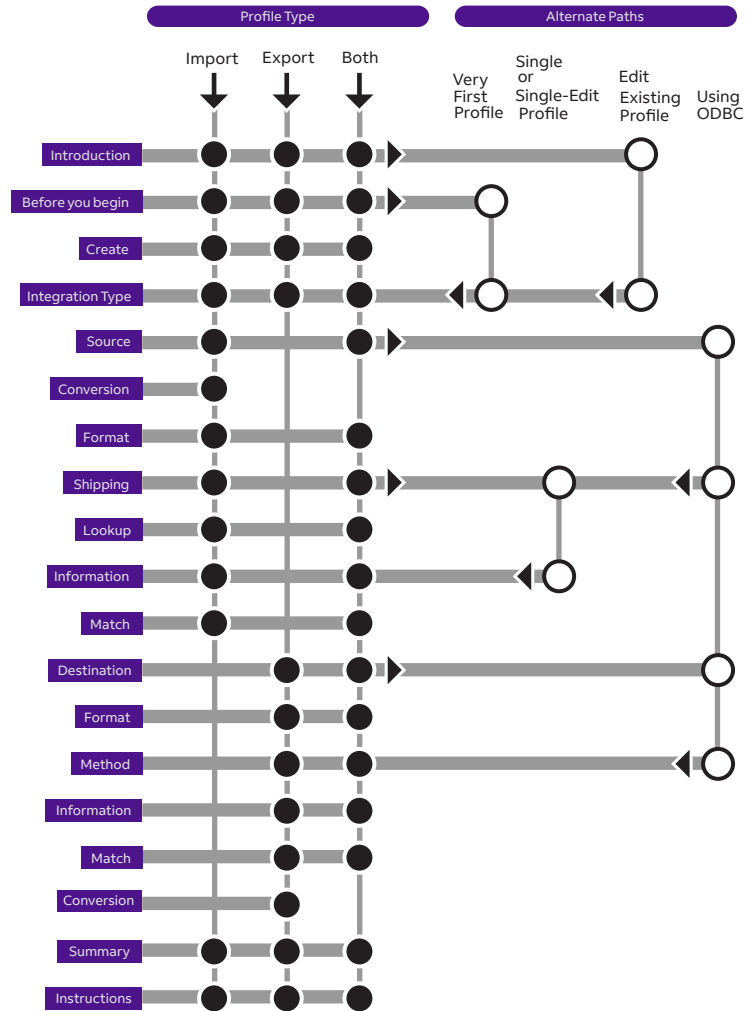 Profile Type
Alternate Paths
Import
Export
Both
Very
First
Profile
Single
or
Single-Edit
Profile
Edit
Existing
Profile
Using
ODBC
Introduction
Before you begin
Create
Integration Type
Source
Conversion
Format
Shipping
Lookup
Information
Match
Destination
Format
Method
Information
Match
Conversion
Summary
Instructions